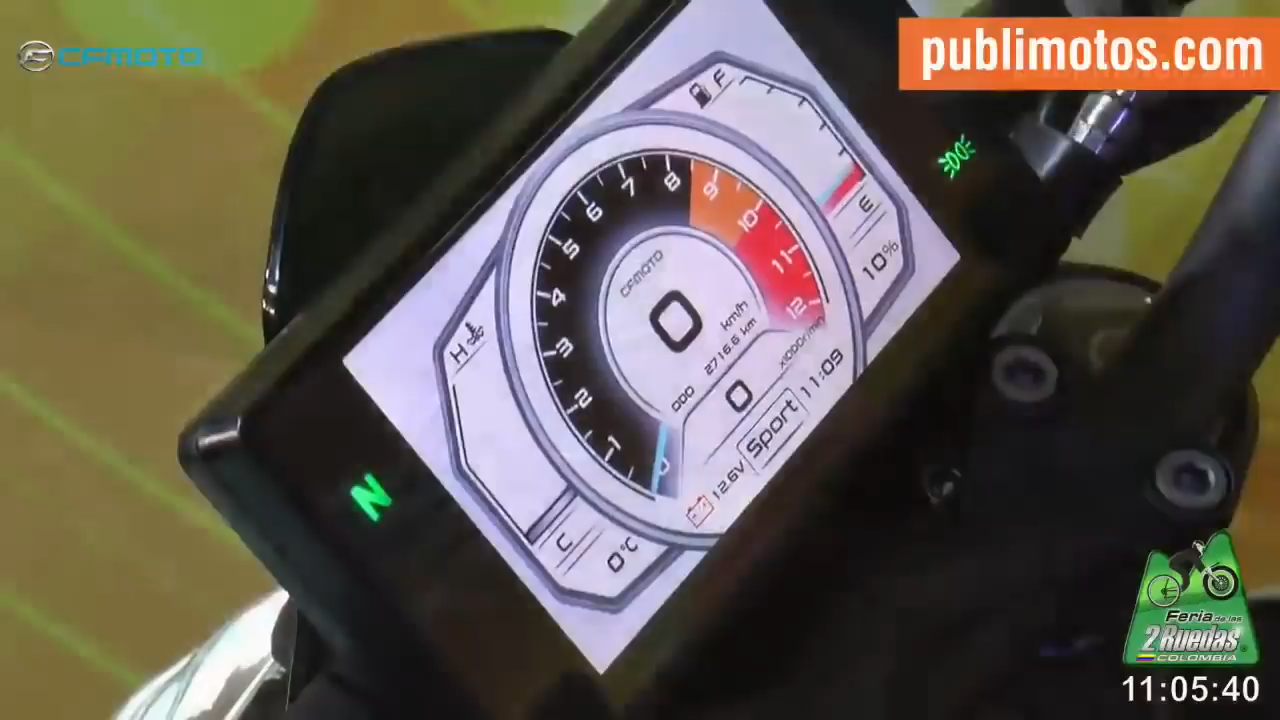 CFMOTO
publimotos.com
F
E
10%
H
C
0°C
0
1
2
3
4
5
6
7
8
9
10
11
12
x1000r/min
CFMOTO
0
km/h
ODO 2716.6 km
0
Sport
11:09
12.6V
N
Feria de las
2Ruedas
COLOMBIA
11:05:40